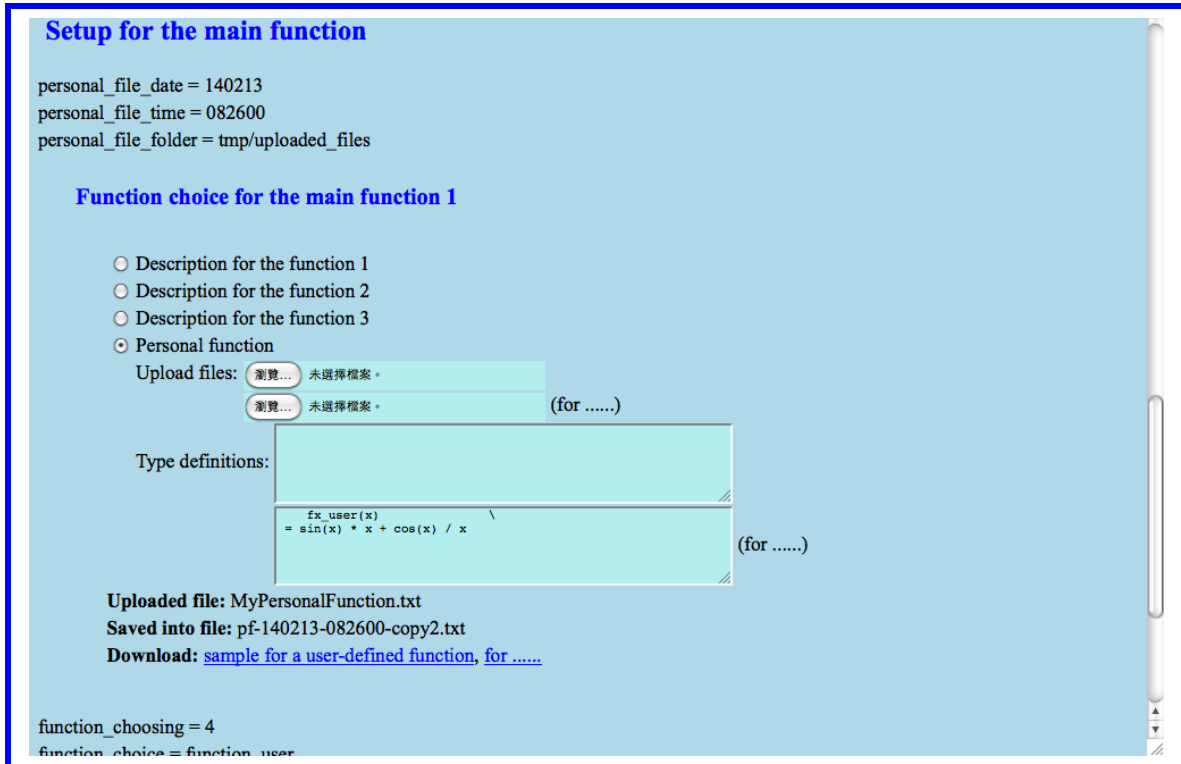 Setup for the main function
personal_file_date = 140213
personal_file_time = 082600
personal_file_folder = tmp/uploaded_files
Function choice for the main function 1
Description for the function 1
Description for the function 2
Description for the function 3
Personal function
Upload files: 瀏覽... 未選擇檔案。
瀏覽... 未選擇檔案。 (for ......)
Type definitions:
fx_user(x) \
= sin(x) * x + cos(x) / x
(for ......)
Uploaded file: MyPersonalFunction.txt
Saved into file: pf-140213-082600-copy2.txt
Download: sample for a user-defined function, for ......
function_choosing = 4
function_choice = function_user